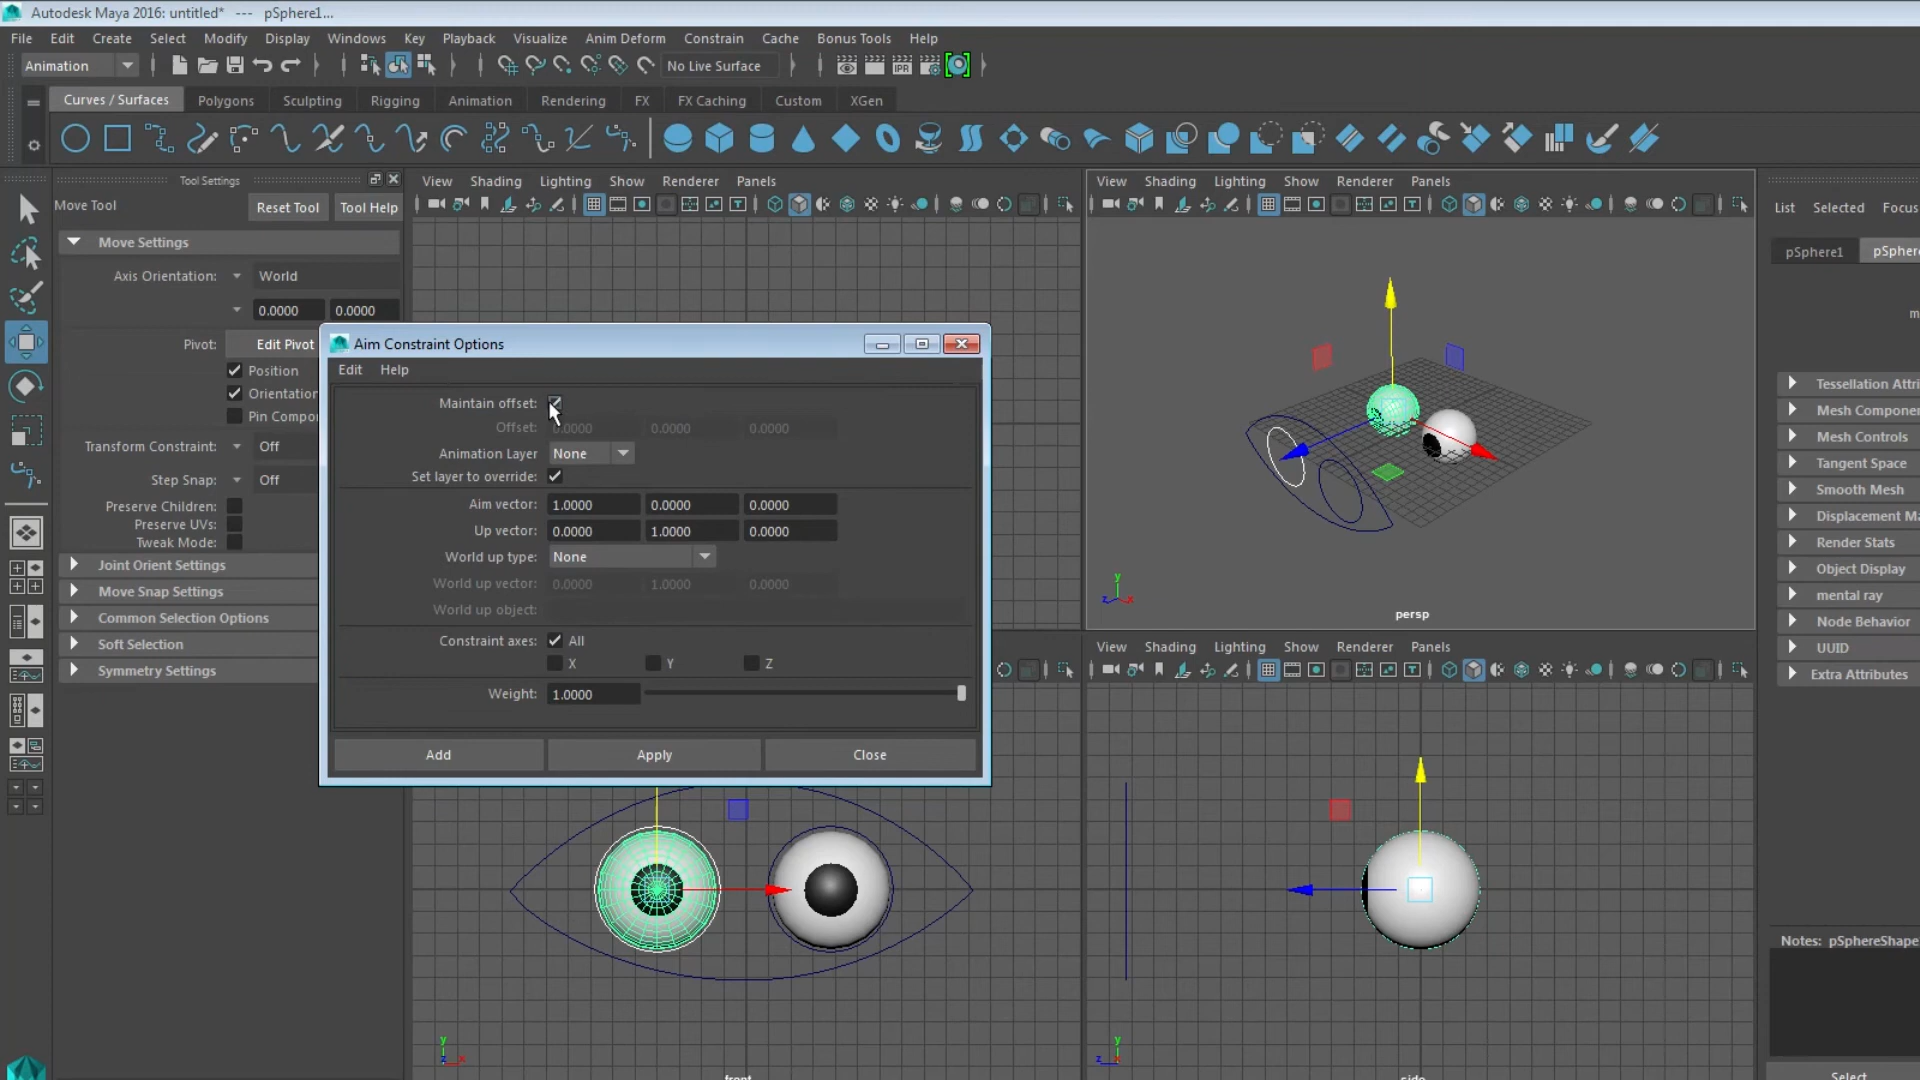 Autodesk Maya 2016: untitled* --- pSphere1...
File Edit Create Select Modify Display Windows Key Playback Visualize Anim Deform Constrain Cache Bonus Tools Help
Animation No Live Surface IPR
Curves / Surfaces Polygons Sculpting Rigging Animation Rendering FX FX Caching Custom XGen
Tool Settings
Move Tool Reset Tool Tool Help
Move Settings
Axis Orientation: World
0.0000 0.0000
Pivot: Edit Pivot
Position
Orientation
Pin Compo
Transform Constraint: Off
Step Snap: Off
Preserve Children:
Preserve UVs:
Tweak Mode:
Joint Orient Settings
Move Snap Settings
Common Selection Options
Soft Selection
Symmetry Settings
View Shading Lighting Show Renderer Panels
Aim Constraint Options
Edit Help
Maintain offset:
Offset: 0.0000 0.0000 0.0000
Animation Layer None
Set layer to override:
Aim vector: 1.0000 0.0000 0.0000
Up vector: 0.0000 1.0000 0.0000
World up type: None
World up vector: 0.0000 1.0000 0.0000
World up object:
Constraint axes: All
X Y Z
Weight: 1.0000
Add Apply Close
y
z x
front
View Shading Lighting Show Renderer Panels
y
z x
persp
View Shading Lighting Show Renderer Panels
y
z
side
List Selected Focus
pSphere1 pSphere
m
Tessellation Attri
Mesh Componen
Mesh Controls
Tangent Space
Smooth Mesh
Displacement Ma
Render Stats
Object Display
mental ray
Node Behavior
UUID
Extra Attributes
Notes: pSphereShape
Select